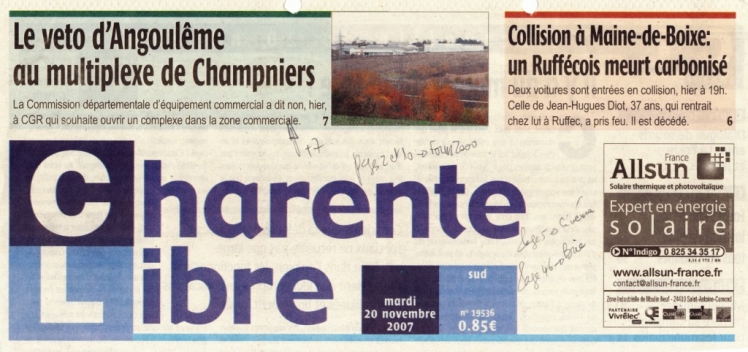 Le veto d'Angoulême
au multiplexe de Champniers
La Commission départementale d'équipement commercial a dit non, hier,
à CGR qui souhaite ouvrir un complexe dans la zone commerciale. 7
Collision à Maine-de-Boixe:
un Ruffécois meurt carbonisé
Deux voitures sont entrées en collision, hier à 19h.
Celle de Jean-Hugues Diot, 37 ans, qui rentrait
chez lui à Ruffec, a pris feu. Il est décédé. 6
+7
Charente
Libre
sud
mardi
20 novembre
2007
n° 19536
0.85€
France
Allsun
Solaire thermique et photovoltaïque
Expert en énergie
solaire
N° Indigo 0 825 34 35 17
www.allsun-france.fr
contact@allsun-france.fr
PARTENAIRE
Vivrélec